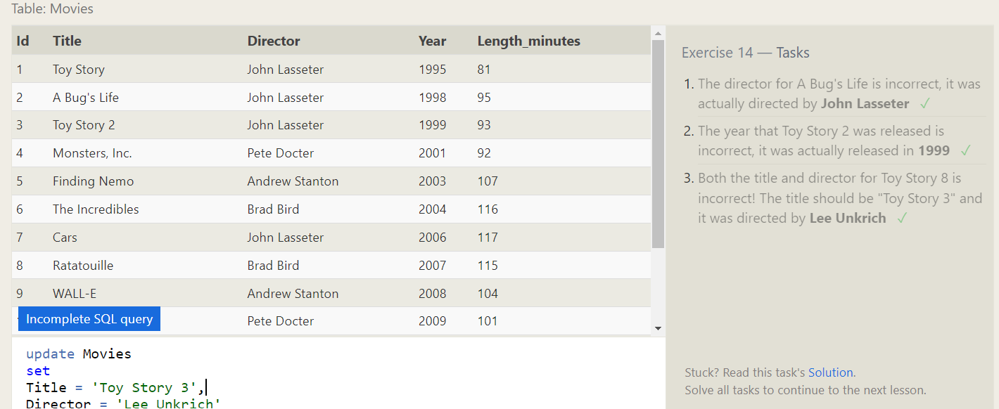 Table: Movies
Id Title Director Year Length_minutes
1 Toy Story John Lasseter 1995 81
2 A Bug's Life John Lasseter 1998 95
3 Toy Story 2 John Lasseter 1999 93
4 Monsters, Inc. Pete Docter 2001 92
5 Finding Nemo Andrew Stanton 2003 107
6 The Incredibles Brad Bird 2004 116
7 Cars John Lasseter 2006 117
8 Ratatouille Brad Bird 2007 115
9 WALL-E Andrew Stanton 2008 104
Pete Docter 2009 101
Incomplete SQL query
update Movies
set
Title = 'Toy Story 3',
Director = 'Lee Unkrich'
Exercise 14 — Tasks
1. The director for A Bug's Life is incorrect, it was
actually directed by John Lasseter ✓
2. The year that Toy Story 2 was released is
incorrect, it was actually released in 1999 ✓
3. Both the title and director for Toy Story 8 is
incorrect! The title should be "Toy Story 3" and
it was directed by Lee Unkrich ✓
Stuck? Read this task's Solution.
Solve all tasks to continue to the next lesson.